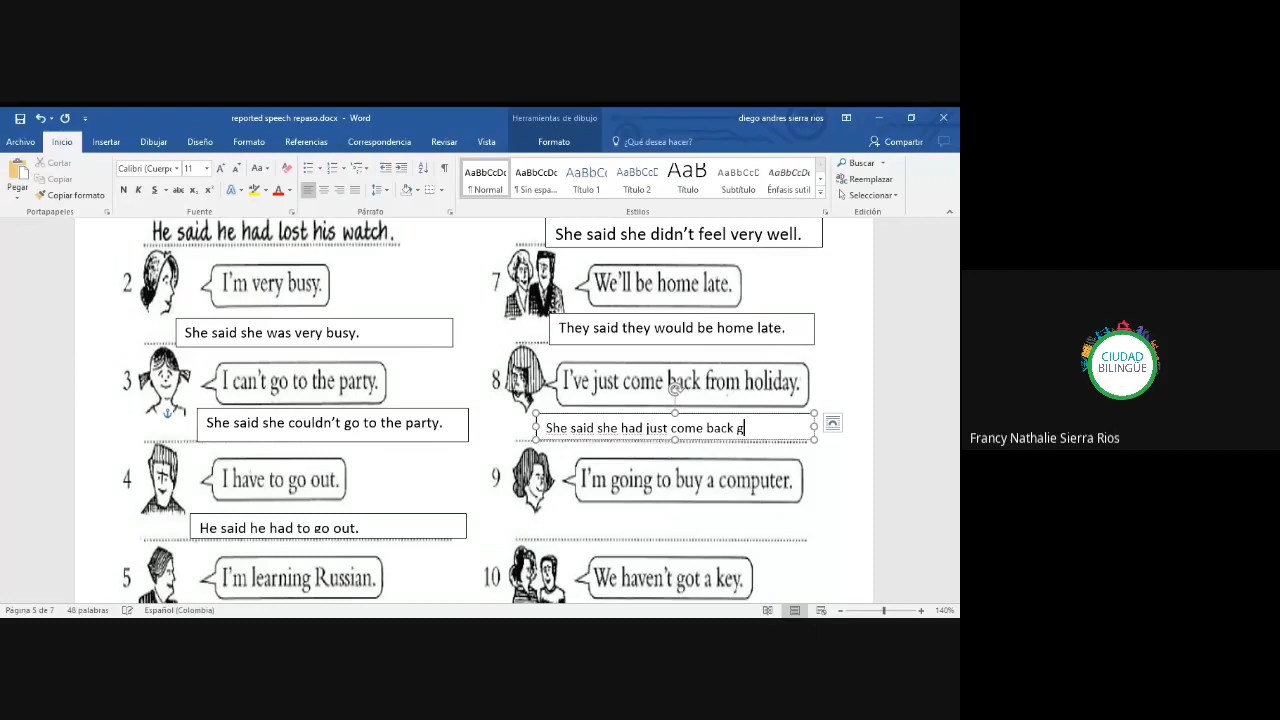 reported speech repaso.docx - Word
Herramientas de dibujo
diego andres sierra rios
Archivo
Inicio
Insertar
Dibujar
Diseño
Formato
Referencias
Correspondencia
Revisar
Vista
Formato
¿Qué desea hacer?
Compartir
Pegar
Cortar
Copiar
Copiar formato
Portapapeles
Calibri (Cuerpo
11
Aa
N K S abc x₂ x²
Fuente
Párrafo
AaBbCcDc AaBbCcDc AaBbCc AaBbCcC AaB AaBbCcC AaBbCcDc
¶ Normal ¶ Sin espa... Título 1 Título 2 Título Subtítulo Énfasis sutil
Estilos
Buscar
Reemplazar
Seleccionar
Edición
He said he had lost his watch.
2 I'm very busy.
She said she was very busy.
3 I can't go to the party.
She said she couldn't go to the party.
4 I have to go out.
He said he had to go out.
5 I'm learning Russian.
She said she didn't feel very well.
7 We'll be home late.
They said they would be home late.
8 I've just come back from holiday.
She said she had just come back g
9 I'm going to buy a computer.
10 We haven't got a key.
Página 5 de 7
48 palabras
Español (Colombia)
140%
CIUDAD
BILINGÜE
Francy Nathalie Sierra Rios